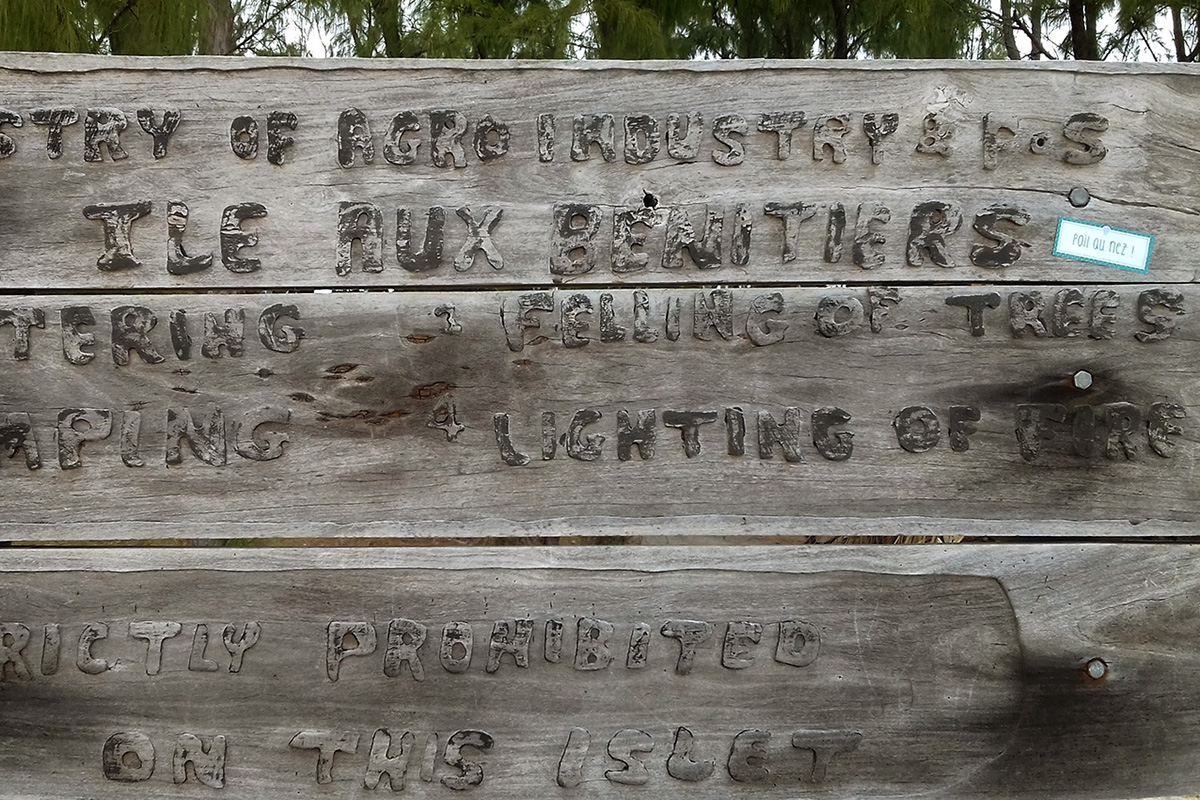 STRY OF AGRO INDUSTRY & F.S
ILE AUX BENITIERS
Poil au nez !
TERING 3 FELLING OF TREES
APING 4 LIGHTING OF FIRE
RICTLY PROHIBITED
ON THIS ISLET